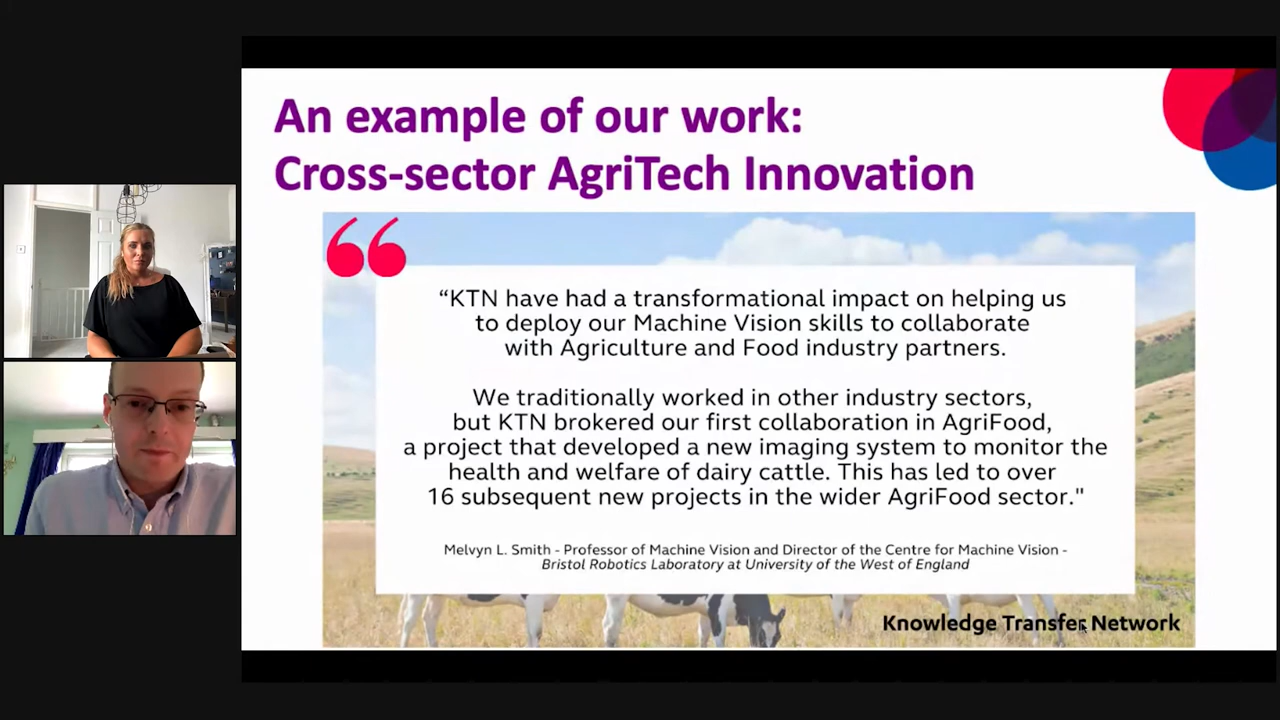 An example of our work:
Cross-sector AgriTech Innovation
“KTN have had a transformational impact on helping us
to deploy our Machine Vision skills to collaborate
with Agriculture and Food industry partners.
We traditionally worked in other industry sectors,
but KTN brokered our first collaboration in AgriFood,
a project that developed a new imaging system to monitor the
health and welfare of dairy cattle. This has led to over
16 subsequent new projects in the wider AgriFood sector."
Melvyn L. Smith - Professor of Machine Vision and Director of the Centre for Machine Vision -
Bristol Robotics Laboratory at University of the West of England
Knowledge Transfer Network